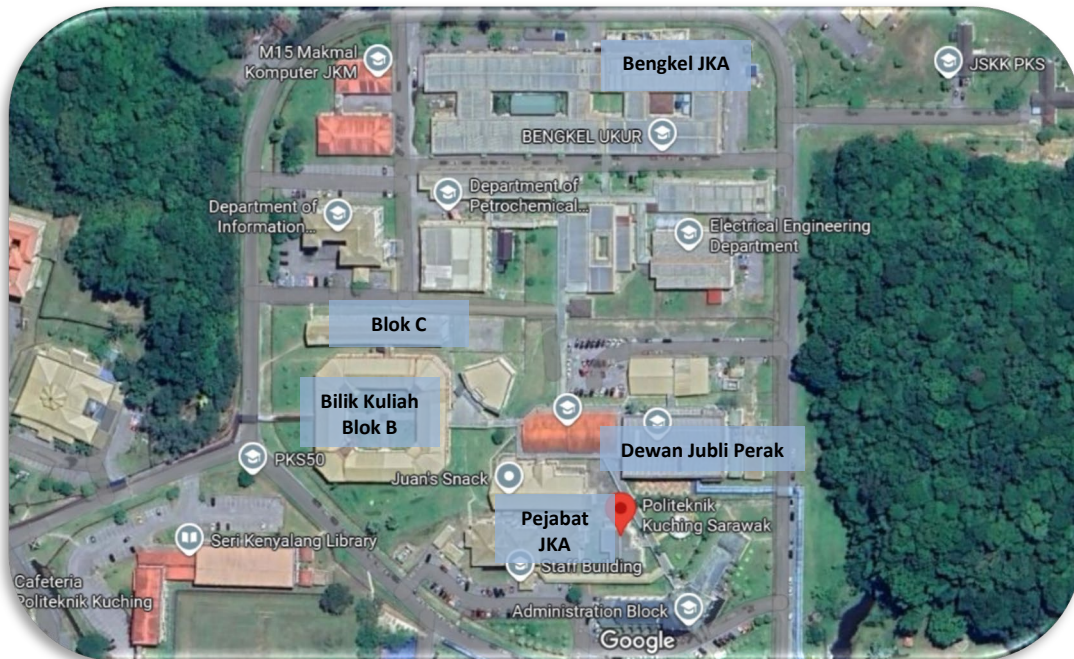 M15 Makmal
Komputer JKM
Bengkel JKA
JSKK PKS
BENGKEL UKUR
Department of
Petrochemical...
Department of
Information...
Electrical Engineering
Department
Blok C
Bilik Kuliah
Blok B
Dewan Jubli Perak
PKS50
Juan's Snack
Pejabat
JKA
Politeknik
Kuching Sarawak
Seri Kenyalang Library
Staff Building
Cafeteria
Politeknik Kuching
Administration Block
Google